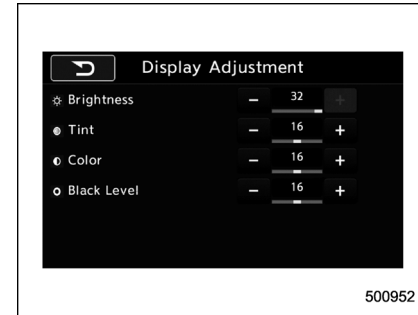 Display Adjustment
Brightness − 32 +
Tint − 16 +
Color − 16 +
Black Level − 16 +
500952